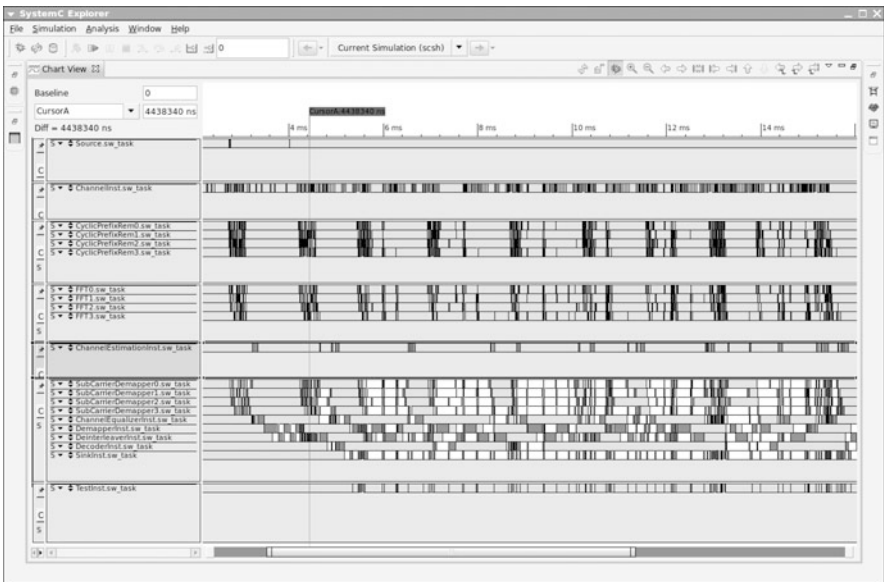 SystemC Explorer
File Simulation Analysis Window Help
0
Current Simulation (scsh)
Chart View
Baseline
0
CursorA
4438340 ns
CursorA:4438340 ns
Diff = 4438340 ns
4 ms
6 ms
8 ms
10 ms
12 ms
14 ms
S Source.sw_task
C
S ChannelInst.sw_task
C
S CyclicPrefixRem0.sw_task
S CyclicPrefixRem1.sw_task
S CyclicPrefixRem2.sw_task
C
S CyclicPrefixRem3.sw_task
S
S FFT0.sw_task
S FFT1.sw_task
S FFT2.sw_task
C
S FFT3.sw_task
S
S ChannelEstimationInst.sw_task
C
S SubCarrierDemapper0.sw_task
S SubCarrierDemapper1.sw_task
S SubCarrierDemapper2.sw_task
C
S SubCarrierDemapper3.sw_task
S ChannelEqualizerInst.sw_task
S
S DemapperInst.sw_task
S DeinterleaverInst.sw_task
S DecoderInst.sw_task
S SinkInst.sw_task
S TestInst.sw_task
C
S